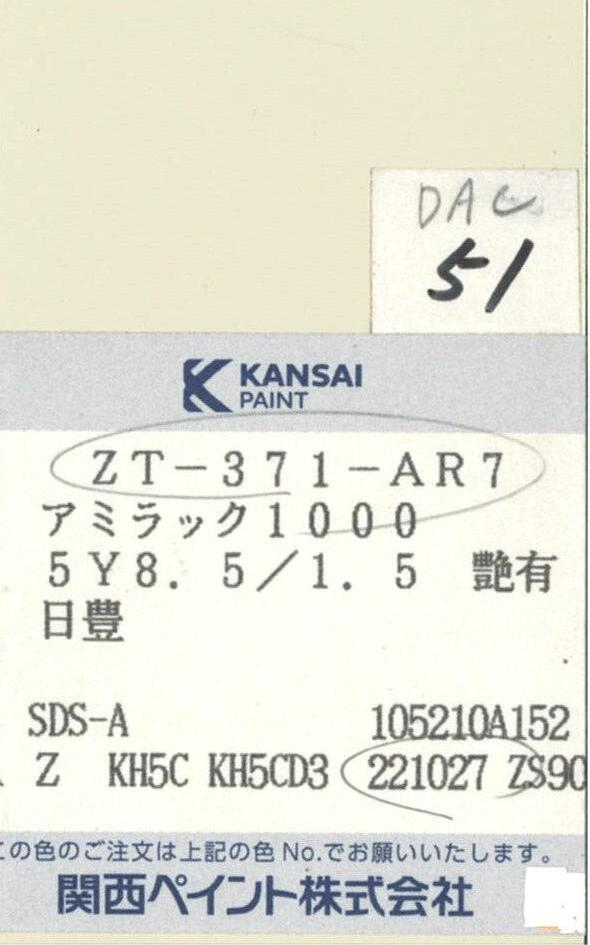 DAC
51
KANSAI
PAINT
ZT-371-AR7
アミラック1000
5Y8.5/1.5 艶有
日豊
SDS-A 105210A152
Z KH5C KH5CD3 221027 ZS90
この色のご注文は上記の色No.でお願いいたします。
関西ペイント株式会社